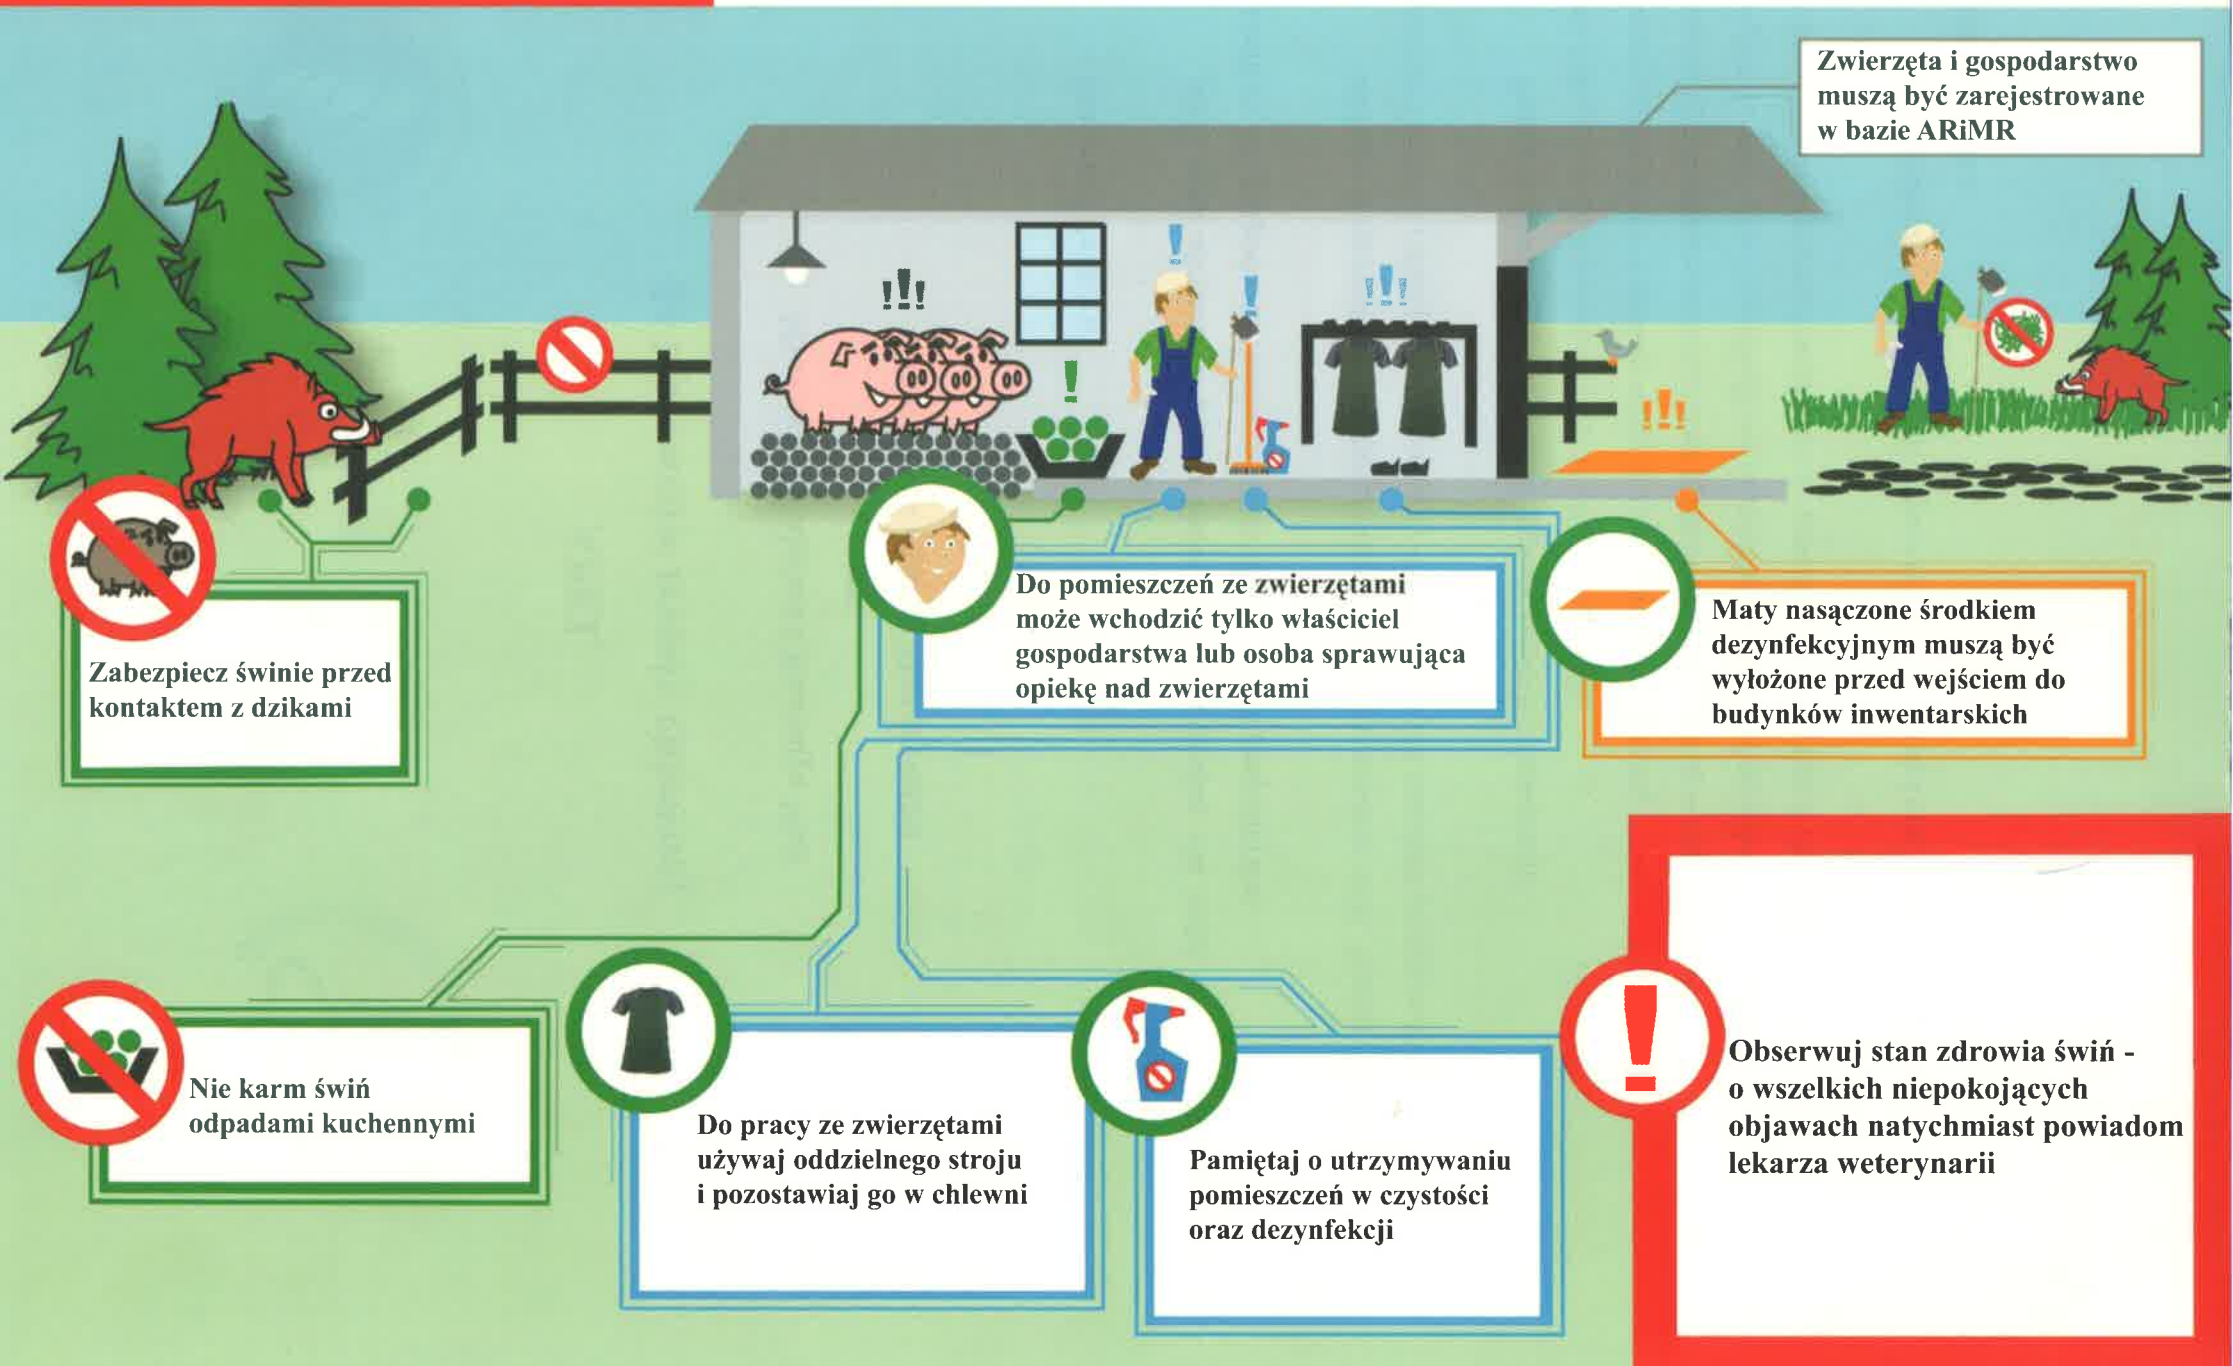 Zwierzęta i gospodarstwo
muszą być zarejestrowane
w bazie ARiMR
Zabezpiecz świnie przed
kontaktem z dzikami
Do pomieszczeń ze zwierzętami
może wchodzić tylko właściciel
gospodarstwa lub osoba sprawująca
opiekę nad zwierzętami
Maty nasączone środkiem
dezynfekcyjnym muszą być
wyłożone przed wejściem do
budynków inwentarskich
Nie karm świń
odpadami kuchennymi
Do pracy ze zwierzętami
używaj oddzielnego stroju
i pozostawiaj go w chlewni
Pamiętaj o utrzymywaniu
pomieszczeń w czystości
oraz dezynfekcji
Obserwuj stan zdrowia świń -
o wszelkich niepokojących
objawach natychmiast powiadom
lekarza weterynarii